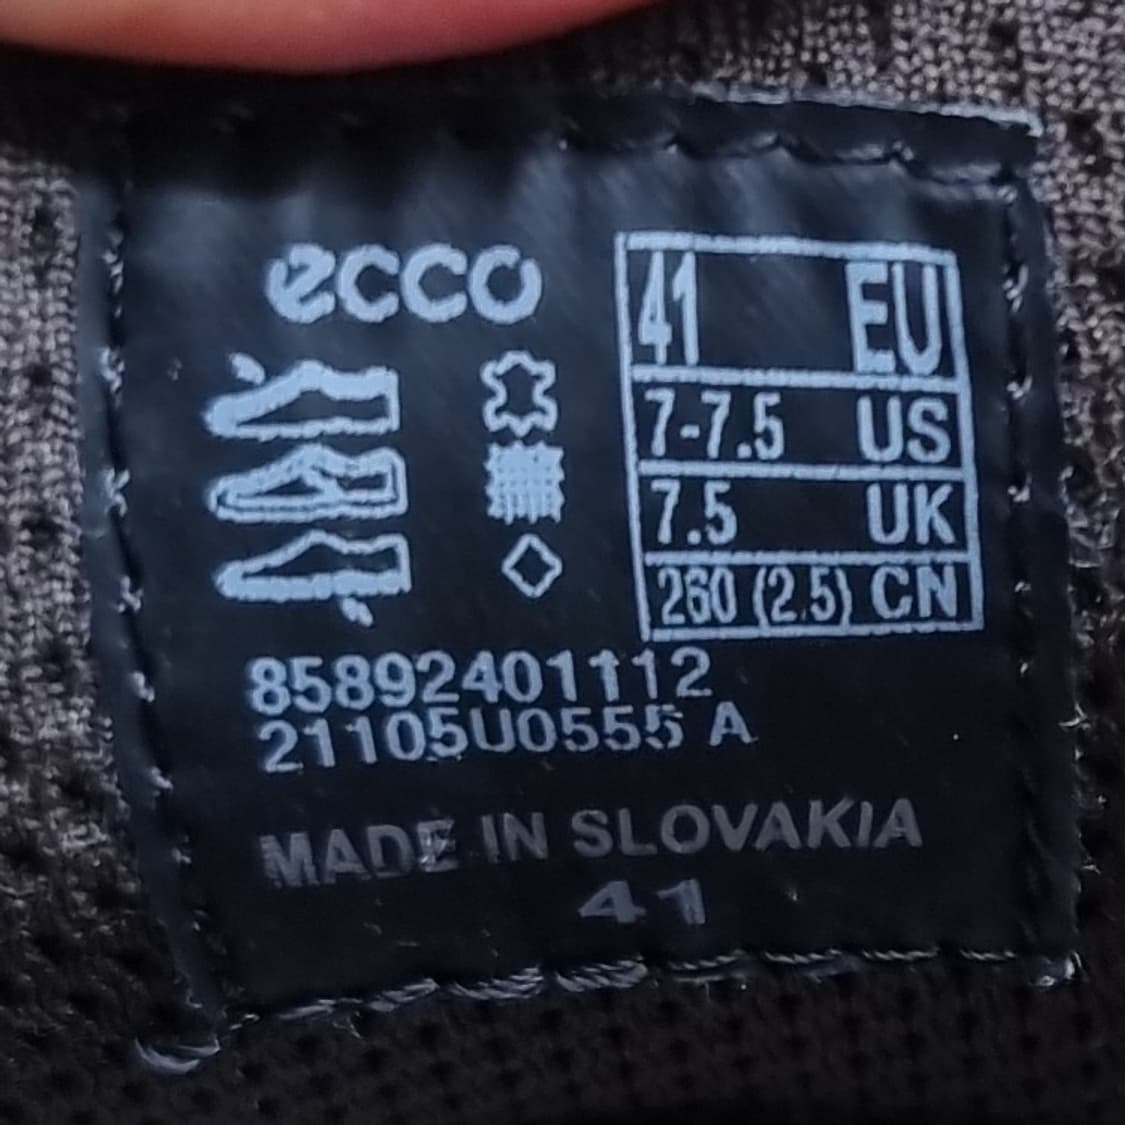 ecco
41 EU
7-7.5 US
7.5 UK
260 (2.5) CN
85892401112
21105U0555 A
MADE IN SLOVAKIA
41